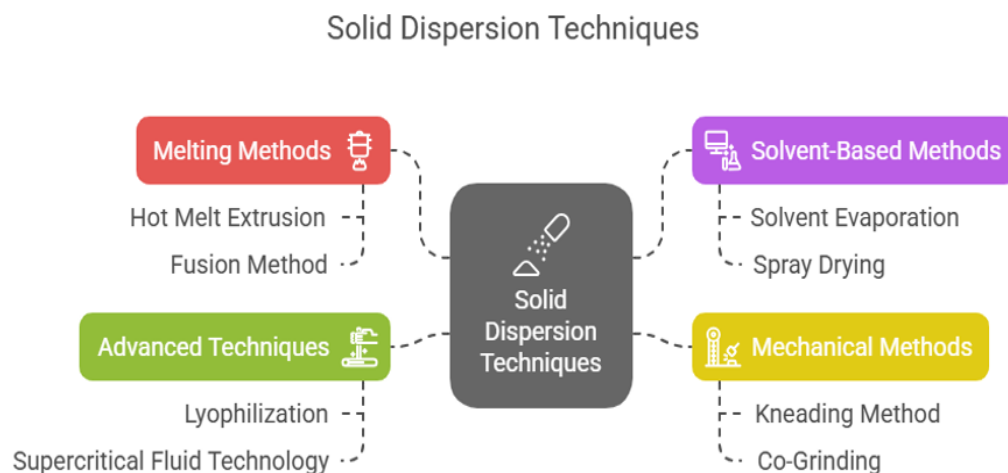 Solid Dispersion Techniques
Melting Methods
Hot Melt Extrusion
Fusion Method
Advanced Techniques
Lyophilization
Supercritical Fluid Technology
Solid
Dispersion
Techniques
Solvent-Based Methods
Solvent Evaporation
Spray Drying
Mechanical Methods
Kneading Method
Co-Grinding